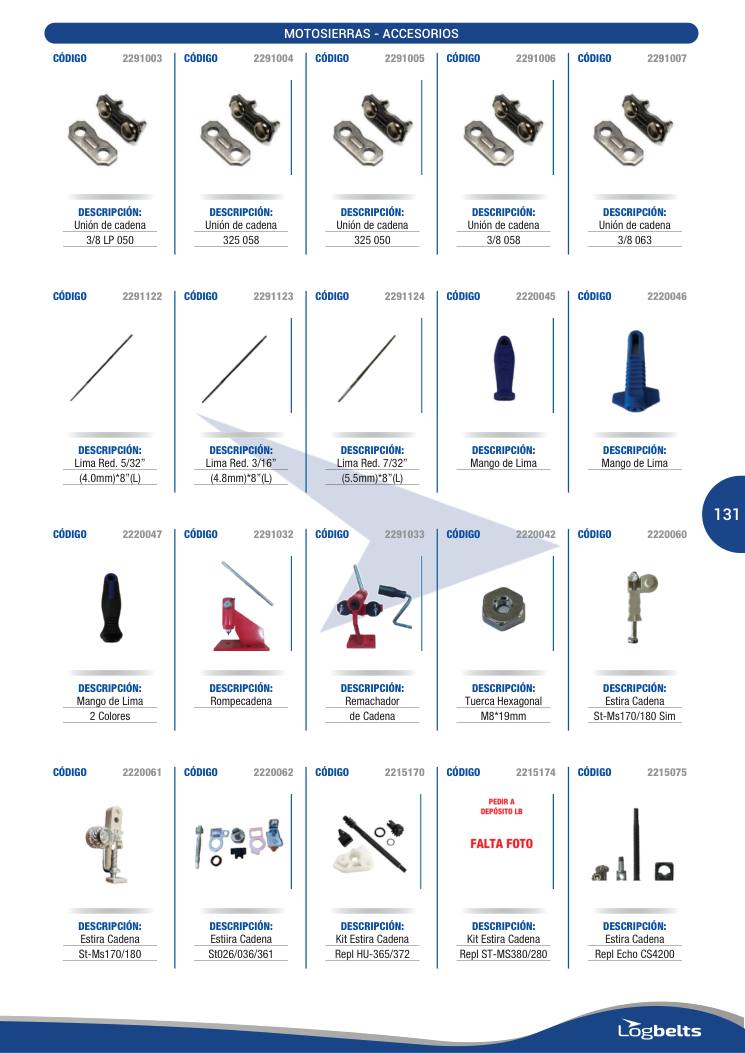 MOTOSIERRAS - ACCESORIOS
CÓDIGO 2291003
DESCRIPCIÓN:
Unión de cadena
3/8 LP 050
CÓDIGO 2291004
DESCRIPCIÓN:
Unión de cadena
325 058
CÓDIGO 2291005
DESCRIPCIÓN:
Unión de cadena
325 050
CÓDIGO 2291006
DESCRIPCIÓN:
Unión de cadena
3/8 058
CÓDIGO 2291007
DESCRIPCIÓN:
Unión de cadena
3/8 063
CÓDIGO 2291122
DESCRIPCIÓN:
Lima Red. 5/32”
(4.0mm)*8”(L)
CÓDIGO 2291123
DESCRIPCIÓN:
Lima Red. 3/16”
(4.8mm)*8”(L)
CÓDIGO 2291124
DESCRIPCIÓN:
Lima Red. 7/32”
(5.5mm)*8”(L)
CÓDIGO 2220045
DESCRIPCIÓN:
Mango de Lima
CÓDIGO 2220046
DESCRIPCIÓN:
Mango de Lima
131
CÓDIGO 2220047
DESCRIPCIÓN:
Mango de Lima
2 Colores
CÓDIGO 2291032
DESCRIPCIÓN:
Rompecadena
CÓDIGO 2291033
DESCRIPCIÓN:
Remachador
de Cadena
CÓDIGO 2220042
DESCRIPCIÓN:
Tuerca Hexagonal
M8*19mm
CÓDIGO 2220060
DESCRIPCIÓN:
Estira Cadena
St-Ms170/180 Sim
CÓDIGO 2220061
DESCRIPCIÓN:
Estira Cadena
St-Ms170/180
CÓDIGO 2220062
DESCRIPCIÓN:
Estiira Cadena
St026/036/361
CÓDIGO 2215170
DESCRIPCIÓN:
Kit Estira Cadena
Repl HU-365/372
CÓDIGO 2215174
PEDIR A
DEPÓSITO LB
FALTA FOTO
DESCRIPCIÓN:
Kit Estira Cadena
Repl ST-MS380/280
CÓDIGO 2215075
DESCRIPCIÓN:
Estira Cadena
Repl Echo CS4200
Logbelts